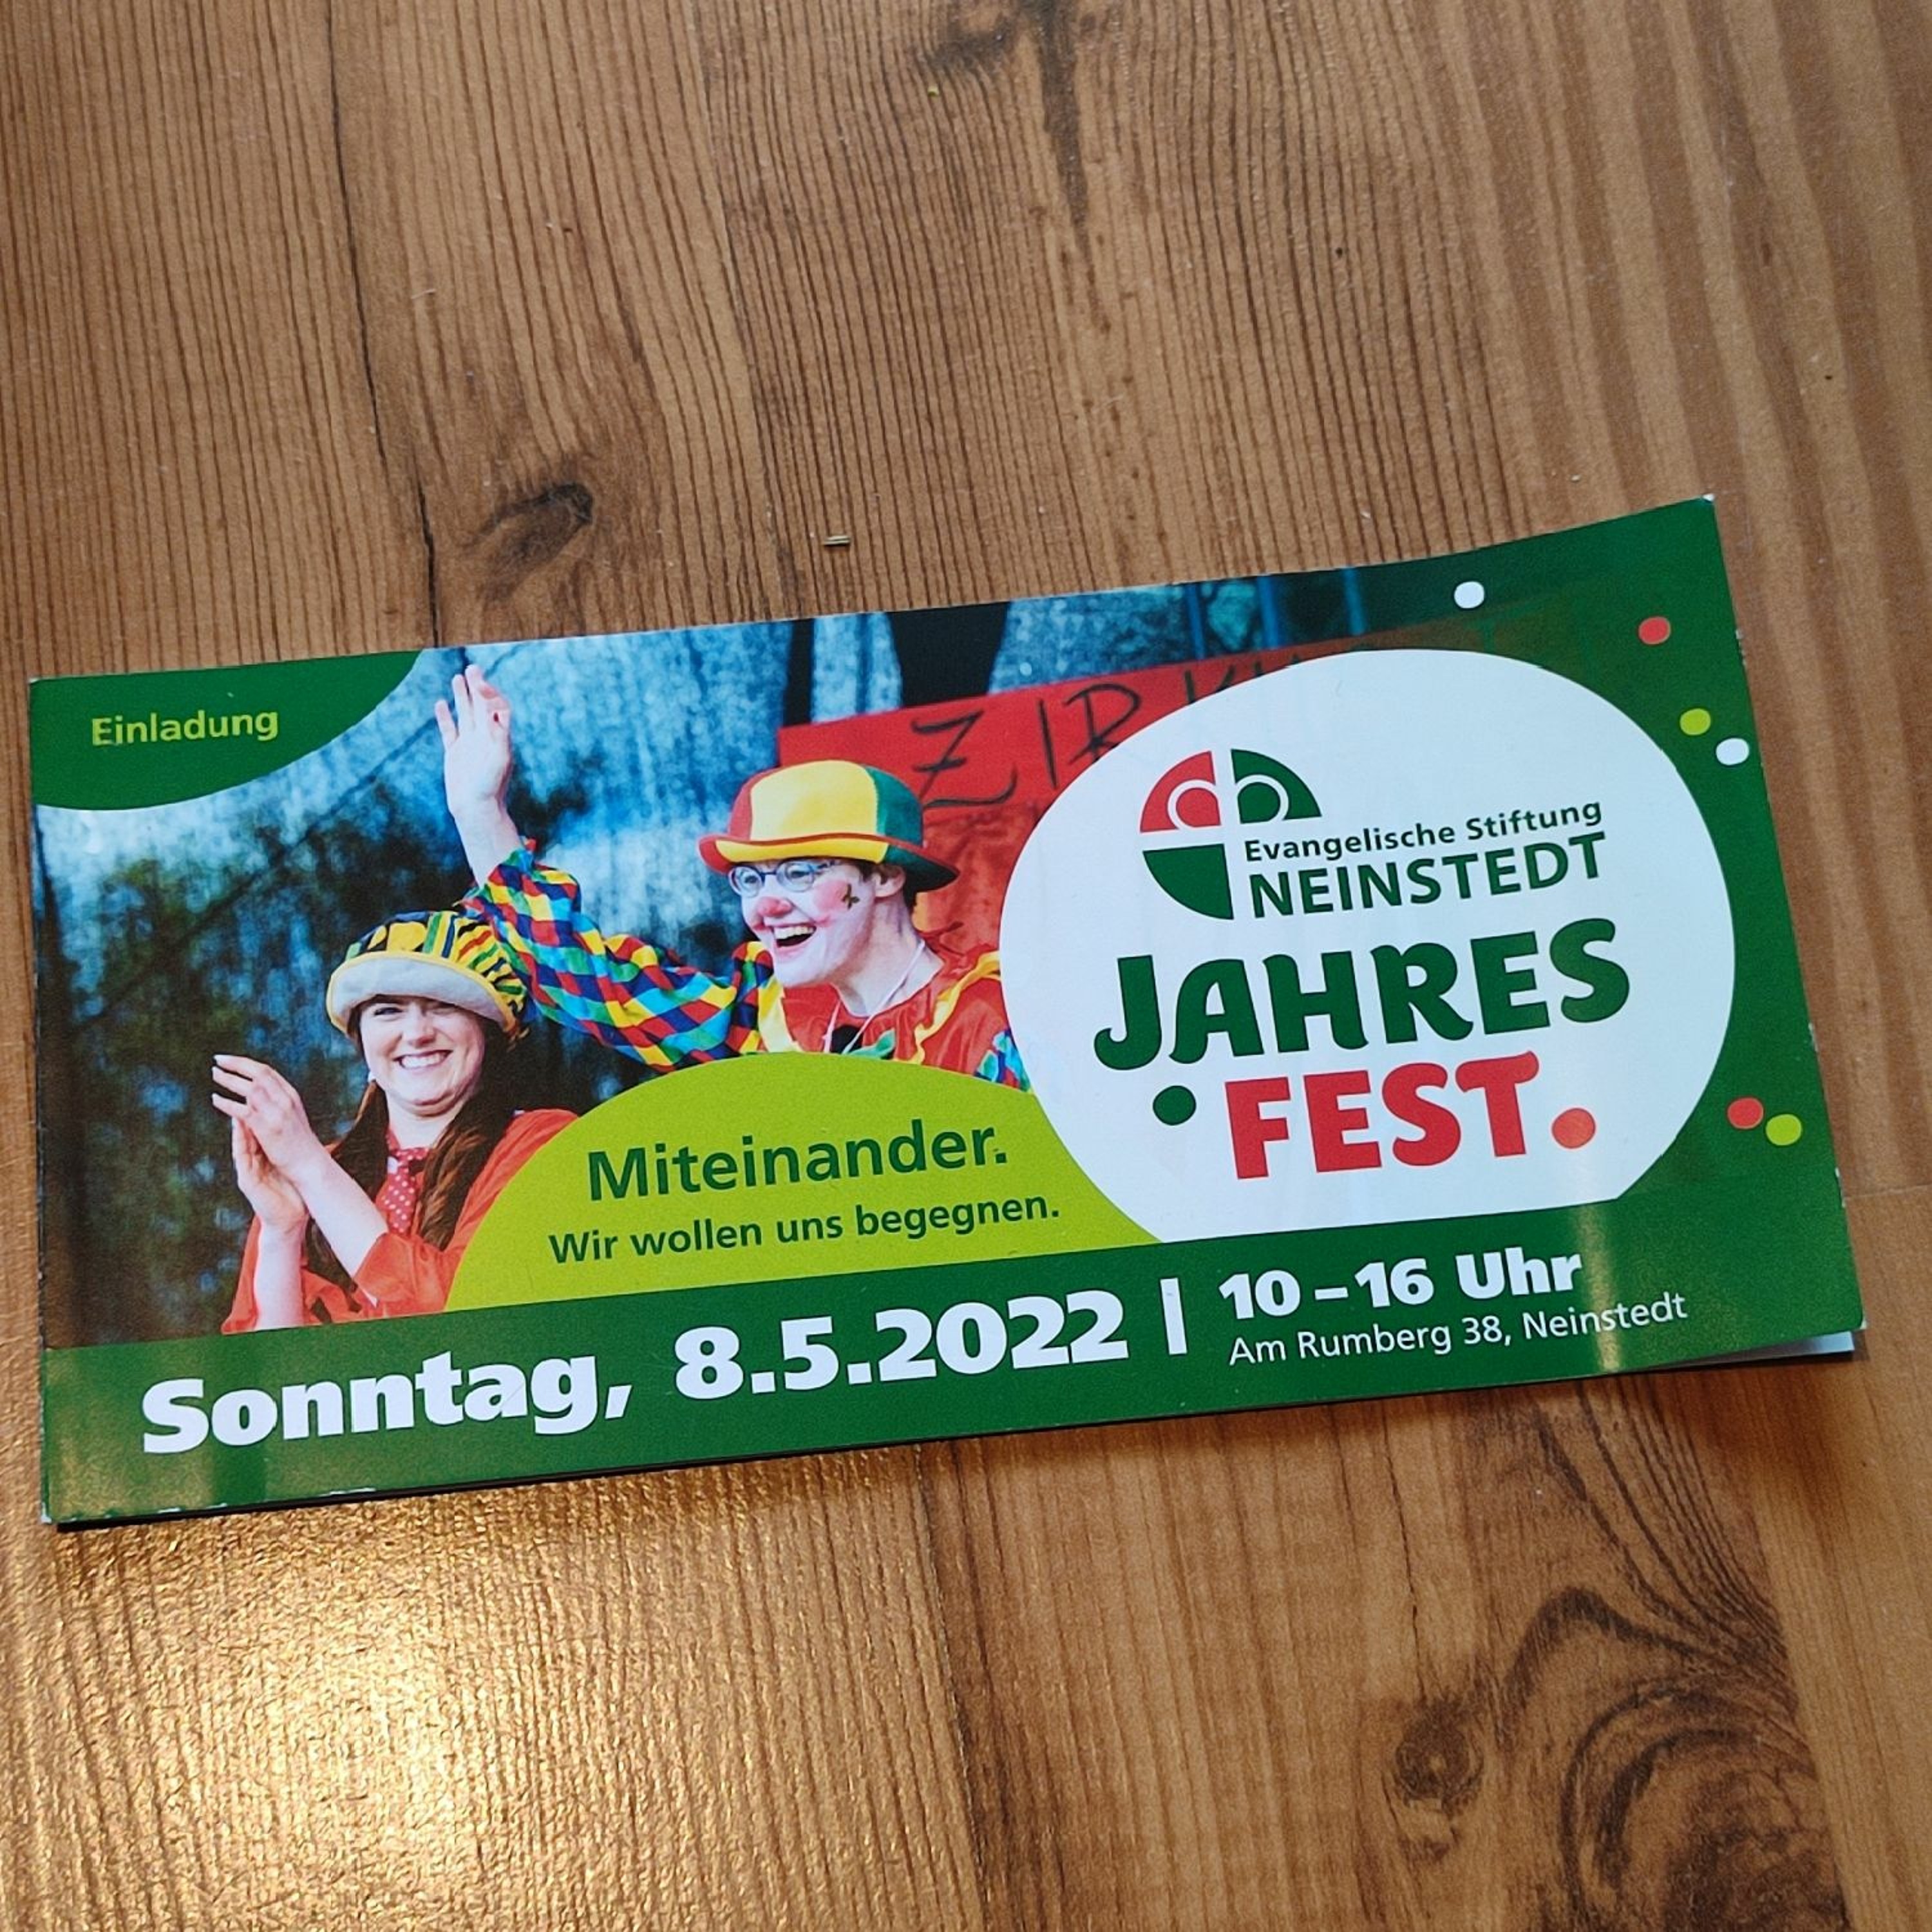 Einladung
ZIRKUS
Evangelische Stiftung
NEINSTEDT
JAHRES
FEST.
Miteinander.
Wir wollen uns begegnen.
Sonntag, 8.5.2022 | 10 – 16 Uhr
Am Rumberg 38, Neinstedt